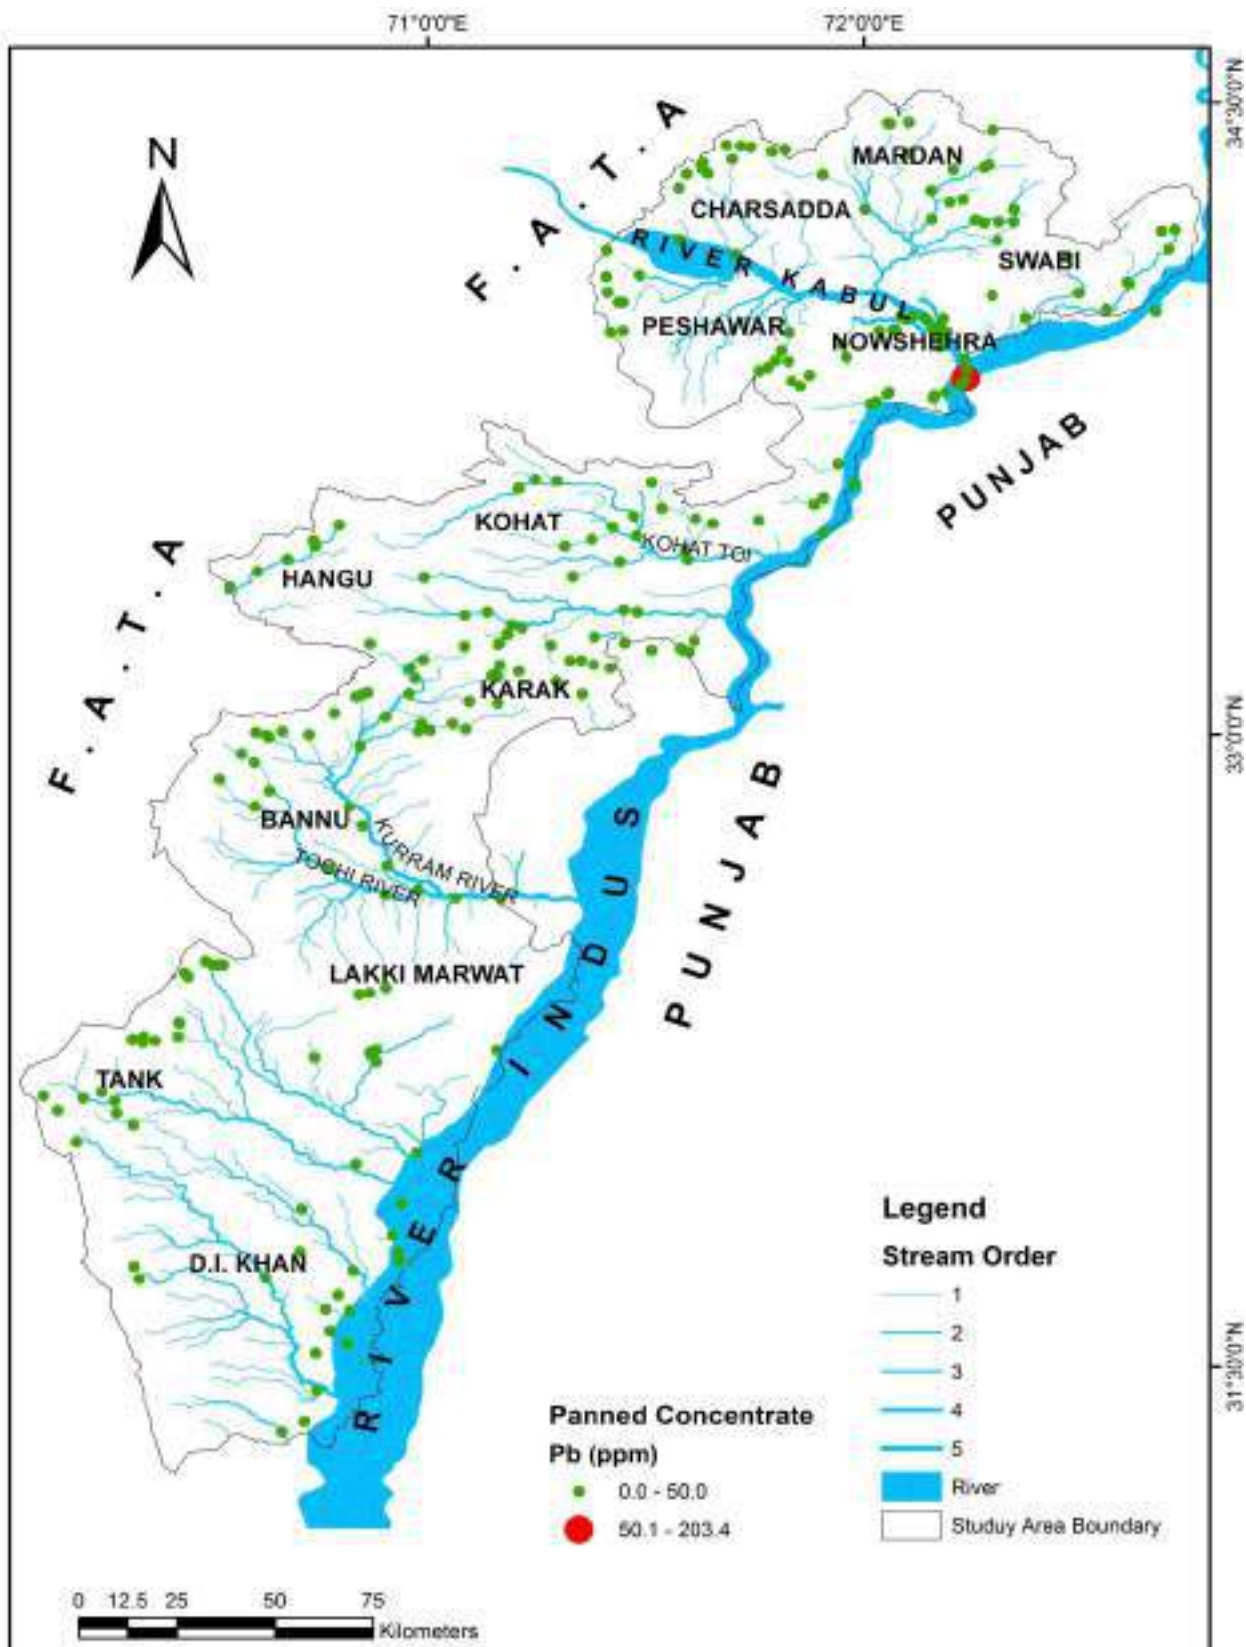 71°0'0"E
72°0'0"E
34°30'0"N
33°0'0"N
31°30'0"N
N
F.A.T.A
F.A.T.A
MARDAN
CHARSADDA
SWABI
RIVER KABUL
PESHAWAR
NOWSHEHRA
PUNJAB
KOHAT
KOHAT TOI
HANGU
KARAK
BANNU
KURRAM RIVER
TOCHI RIVER
LAKKI MARWAT
PUNJAB
RIVER INDUS
TANK
D.I. KHAN
Legend
Stream Order
1
2
3
4
5
River
Studuy Area Boundary
Panned Concentrate
Pb (ppm)
0.0 - 50.0
50.1 - 203.4
0 12.5 25 50 75
Kilometers